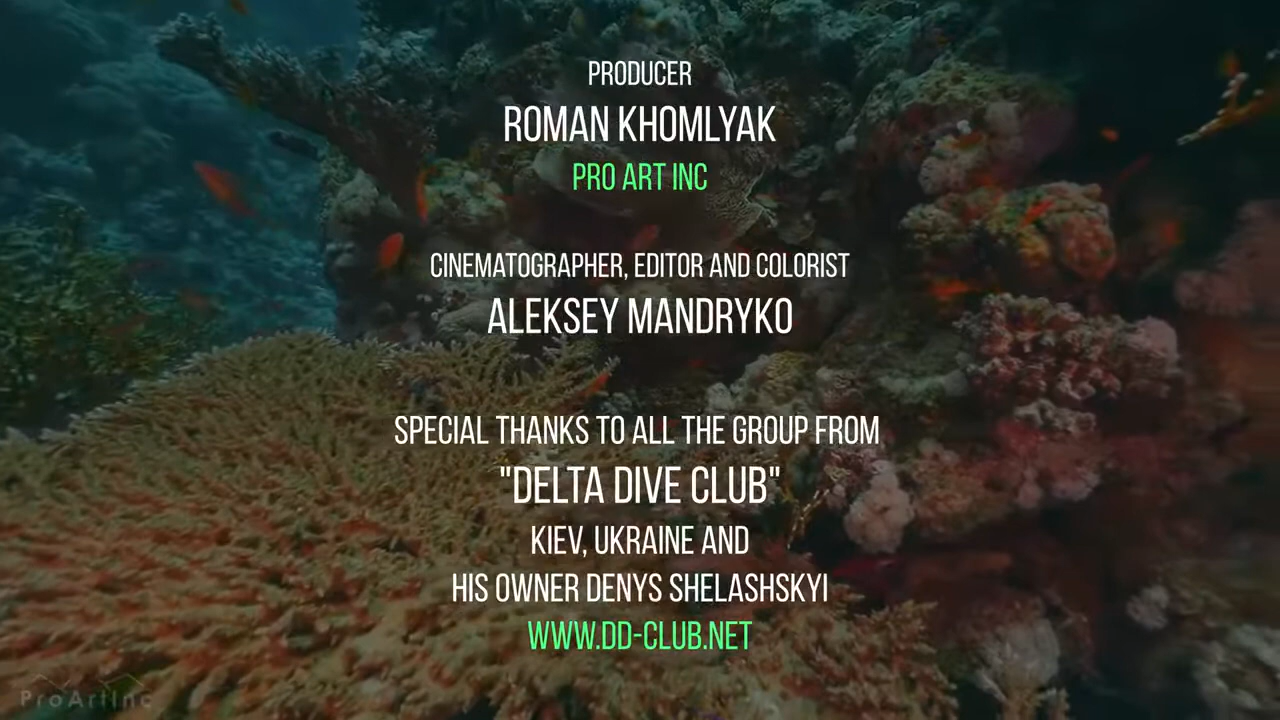 PRODUCER
ROMAN KHOMLYAK
PRO ART INC
CINEMATOGRAPHER, EDITOR AND COLORIST
ALEKSEY MANDRYKO
SPECIAL THANKS TO ALL THE GROUP FROM
"DELTA DIVE CLUB"
KIEV, UKRAINE AND
HIS OWNER DENYS SHELASHSKYI
WWW.DD-CLUB.NET
ProArtInc